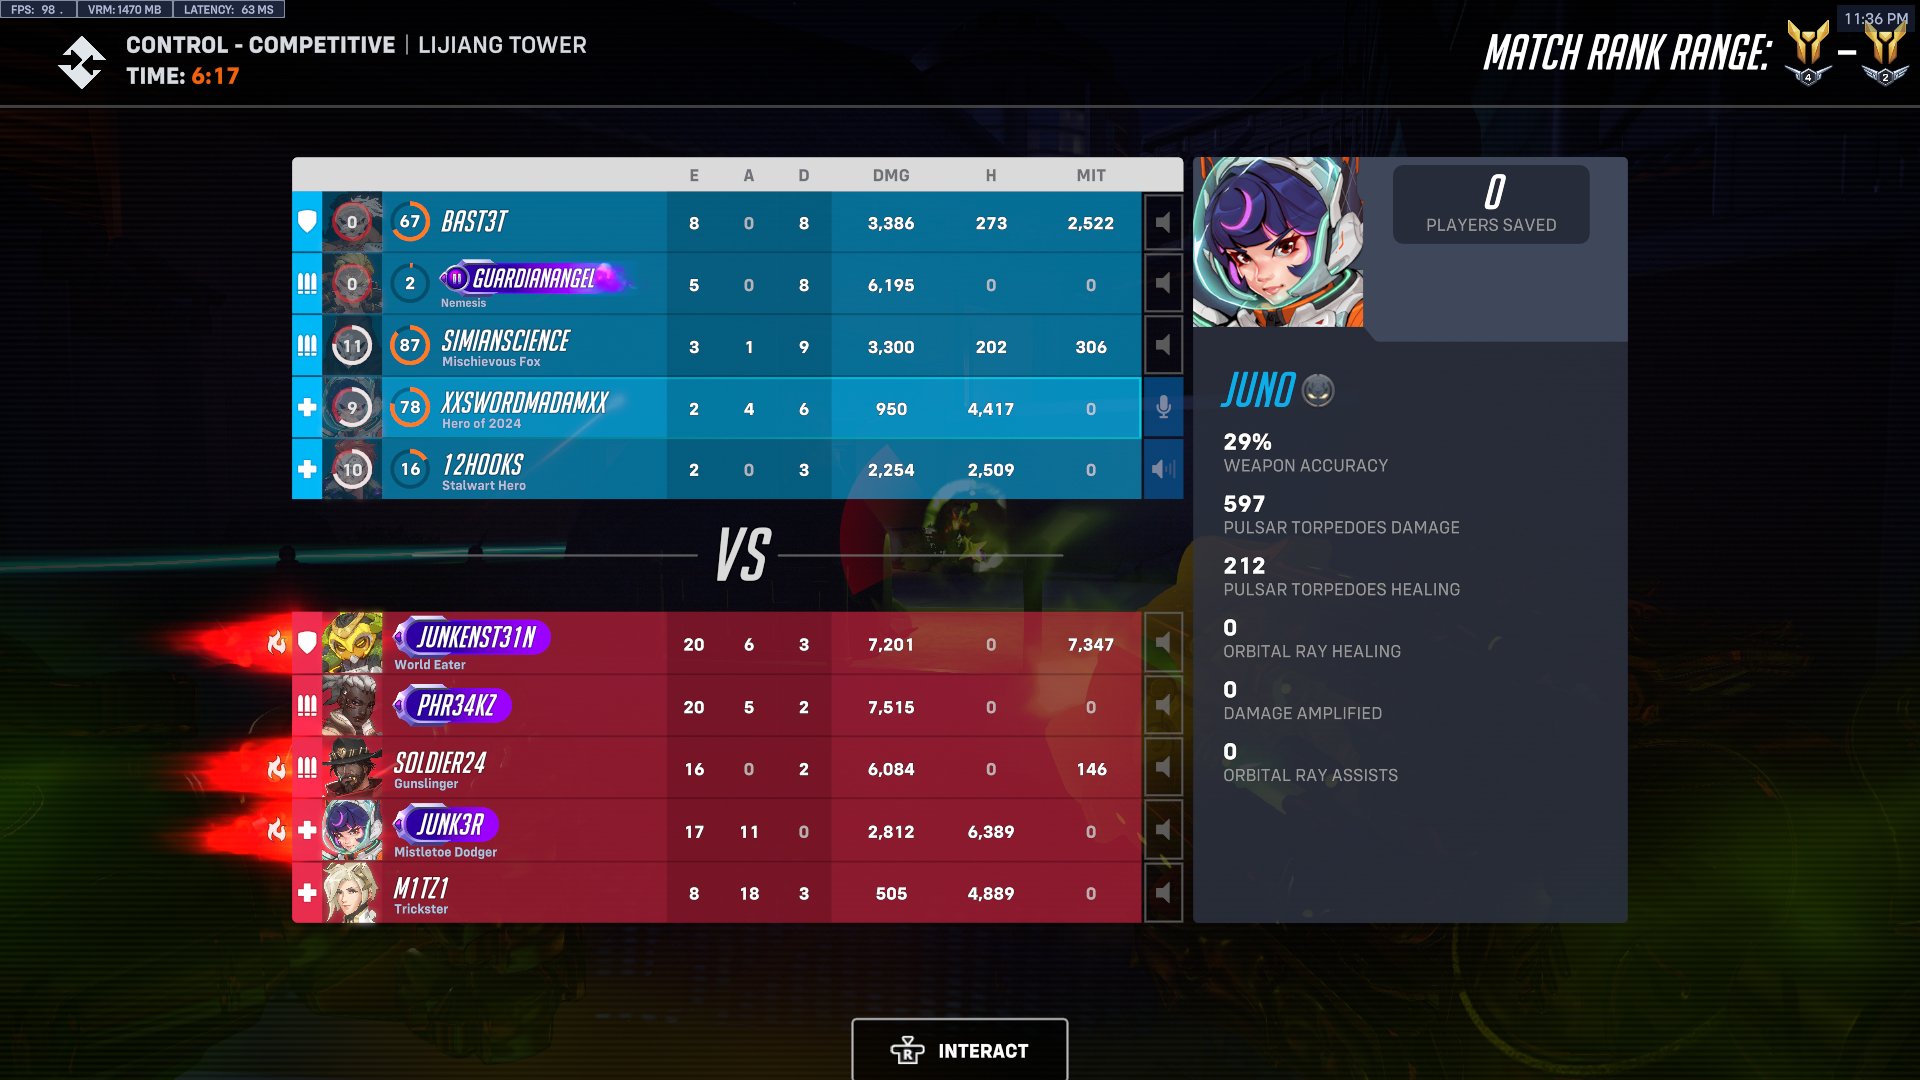 FPS: 98 . VRM: 1470 MB LATENCY: 63 MS
11:36 PM
CONTROL - COMPETITIVE | LIJIANG TOWER
TIME: 6:17
MATCH RANK RANGE: 4 – 2
E A D DMG H MIT
0 67 BAST3T 8 0 8 3,386 273 2,522
0 2 GUARDIANANGEL 5 0 8 6,195 0 0
Nemesis
11 87 SIMIANSCIENCE 3 1 9 3,300 202 306
Mischievous Fox
9 78 XXSWORDMADAMXX 2 4 6 950 4,417 0
Hero of 2024
10 16 12HOOKS 2 0 3 2,254 2,509 0
Stalwart Hero
VS
JUNKENST31N 20 6 3 7,201 0 7,347
World Eater
PHR34KZ 20 5 2 7,515 0 0
SOLDIER24 16 0 2 6,084 0 146
Gunslinger
JUNK3R 17 11 0 2,812 6,389 0
Mistletoe Dodger
M1TZ1 8 18 3 505 4,889 0
Trickster
0
PLAYERS SAVED
JUNO
29%
WEAPON ACCURACY
597
PULSAR TORPEDOES DAMAGE
212
PULSAR TORPEDOES HEALING
0
ORBITAL RAY HEALING
0
DAMAGE AMPLIFIED
0
ORBITAL RAY ASSISTS
R INTERACT